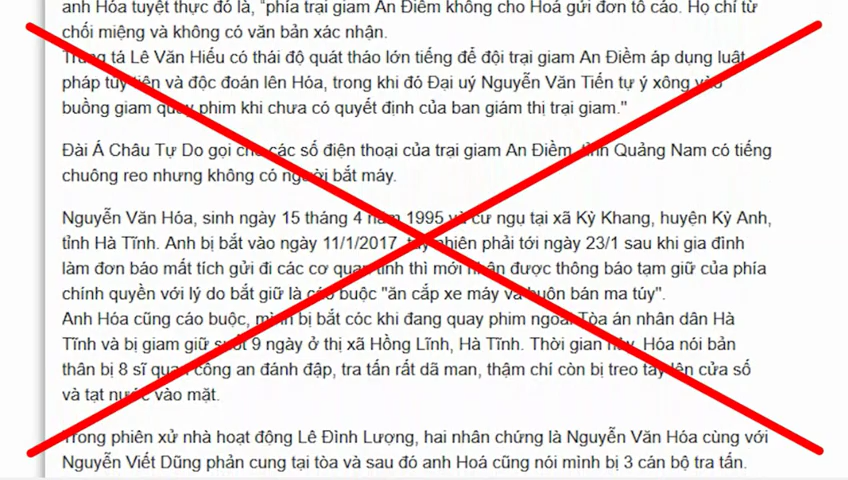 anh Hóa tuyệt thực đó là, "phía trại giam An Điềm không cho Hoá gửi đơn tố cáo. Họ chỉ từ
chối miệng và không có văn bản xác nhận.
Trung tá Lê Văn Hiếu có thái độ quát tháo lớn tiếng để đội trại giam An Điềm áp dụng luật
pháp tùy tiện và độc đoán lên Hóa, trong khi đó Đại uý Nguyễn Văn Tiến tự ý xông vào
buồng giam quay phim khi chưa có quyết định của ban giám thị trại giam."
Đài Á Châu Tự Do gọi cho các số điện thoại của trại giam An Điềm, tỉnh Quảng Nam có tiếng
chuông reo nhưng không có người bắt máy.
Nguyễn Văn Hóa, sinh ngày 15 tháng 4 năm 1995 và cư ngụ tại xã Kỳ Khang, huyện Kỳ Anh,
tỉnh Hà Tĩnh. Anh bị bắt vào ngày 11/1/2017, tuy nhiên phải tới ngày 23/1 sau khi gia đình
làm đơn báo mất tích gửi đi các cơ quan tỉnh thì mới nhận được thông báo tạm giữ của phía
chính quyền với lý do bắt giữ là cáo buộc "ăn cắp xe máy và buôn bán ma túy".
Anh Hóa cũng cáo buộc, mình bị bắt cóc khi đang quay phim ngoài Tòa án nhân dân Hà
Tĩnh và bị giam giữ suốt 9 ngày ở thị xã Hồng Lĩnh, Hà Tĩnh. Thời gian này, Hóa nói bản
thân bị 8 sĩ quan công an đánh đập, tra tấn rất dã man, thậm chí còn bị treo tay lên cửa sổ
và tạt nước vào mặt.
Trong phiên xử nhà hoạt động Lê Đình Lượng, hai nhân chứng là Nguyễn Văn Hóa cùng với
Nguyễn Viết Dũng phản cung tại tòa và sau đó anh Hoá cũng nói mình bị 3 cán bộ tra tấn.